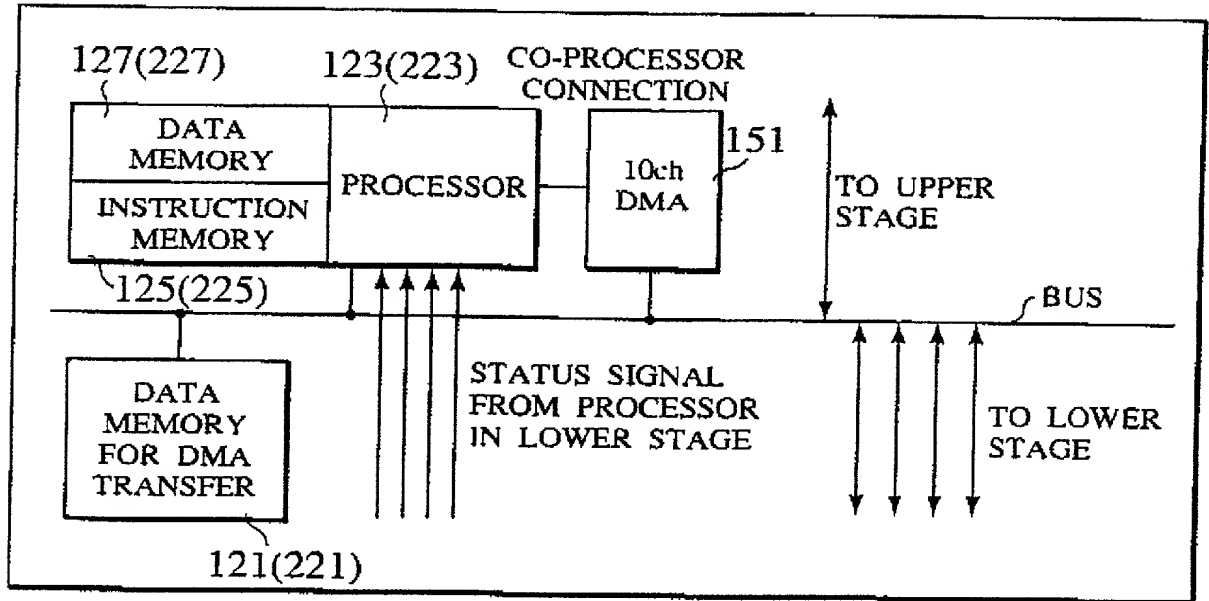 127(227)
123(223)
CO-PROCESSOR
CONNECTION
DATA
MEMORY
INSTRUCTION
MEMORY
PROCESSOR
10ch
DMA
151
TO UPPER
STAGE
125(225)
BUS
DATA
MEMORY
FOR DMA
TRANSFER
STATUS SIGNAL
FROM PROCESSOR
IN LOWER STAGE
TO LOWER
STAGE
121(221)